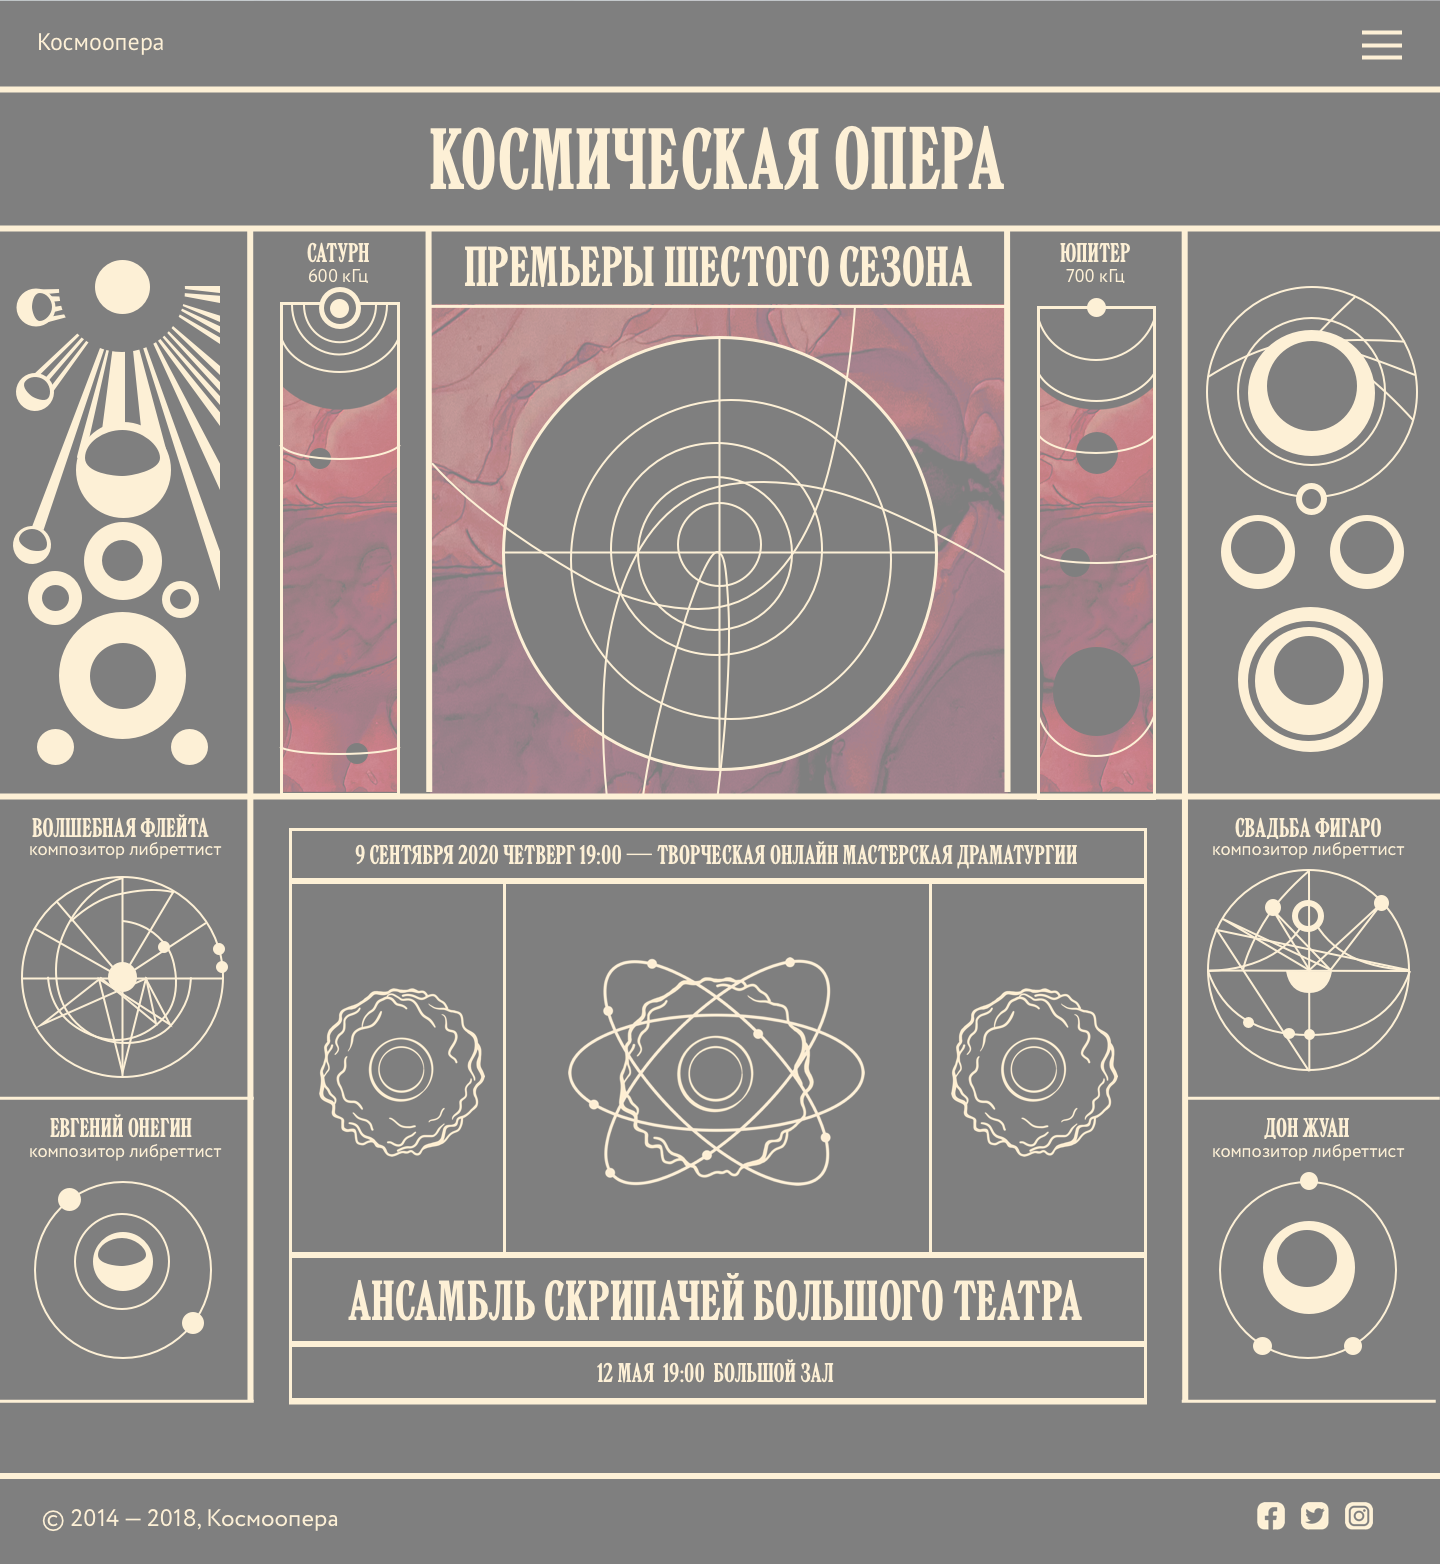 Космоопера
КОСМИЧЕСКАЯ ОПЕРА
САТУРН
600 кГц
ПРЕМЬЕРЫ ШЕСТОГО СЕЗОНА
ЮПИТЕР
700 кГц
ВОЛШЕБНАЯ ФЛЕЙТА
композитор либреттист
СВАДЬБА ФИГАРО
композитор либреттист
9 СЕНТЯБРЯ 2020 ЧЕТВЕРГ 19:00 — ТВОРЧЕСКАЯ ОНЛАЙН МАСТЕРСКАЯ ДРАМАТУРГИИ
ЕВГЕНИЙ ОНЕГИН
композитор либреттист
ДОН ЖУАН
композитор либреттист
АНСАМБЛЬ СКРИПАЧЕЙ БОЛЬШОГО ТЕАТРА
12 МАЯ 19:00 БОЛЬШОЙ ЗАЛ
© 2014 — 2018, Космоопера